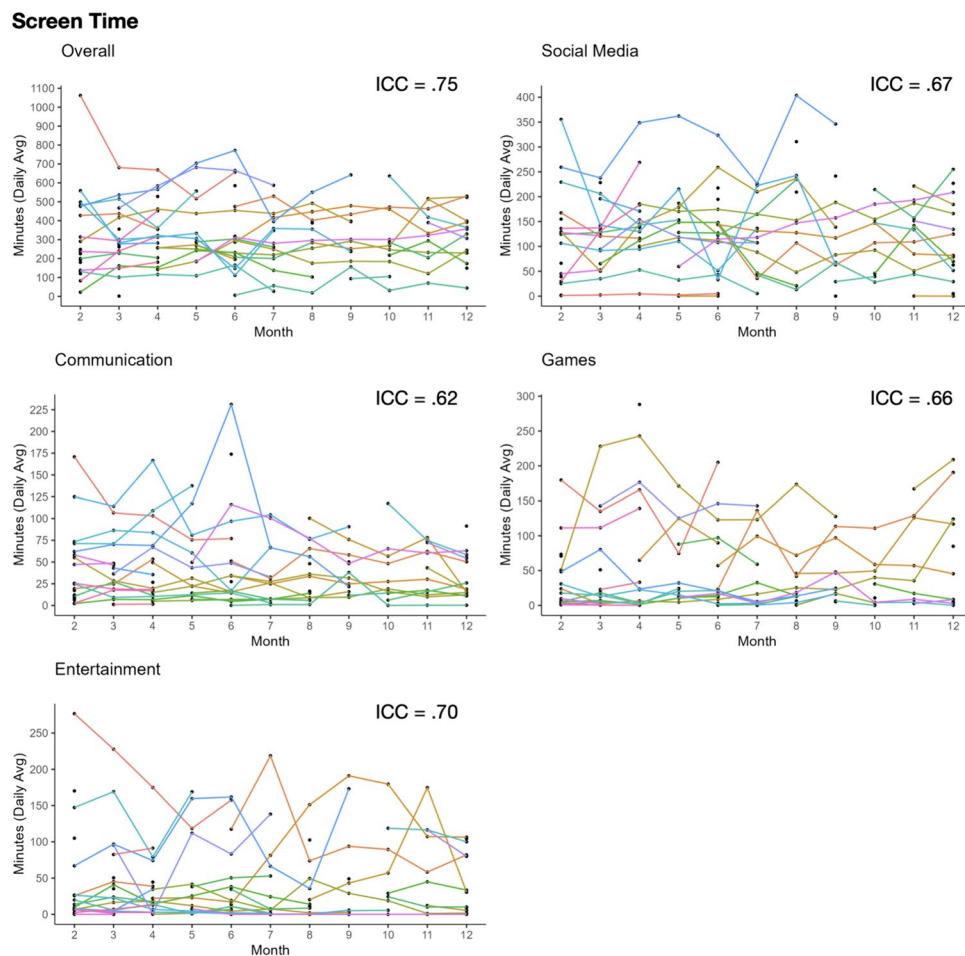 Screen Time
Overall
ICC = .75
Minutes (Daily Avg)
1100
1000
900
800
700
600
500
400
300
200
100
0
2 3 4 5 6 7 8 9 10 11 12
Month
Social Media
ICC = .67
Minutes (Daily Avg)
400
350
300
250
200
150
100
50
0
2 3 4 5 6 7 8 9 10 11 12
Month
Communication
ICC = .62
Minutes (Daily Avg)
225
200
175
150
125
100
75
50
25
0
2 3 4 5 6 7 8 9 10 11 12
Month
Games
ICC = .66
Minutes (Daily Avg)
300
250
200
150
100
50
0
2 3 4 5 6 7 8 9 10 11 12
Month
Entertainment
ICC = .70
Minutes (Daily Avg)
250
200
150
100
50
0
2 3 4 5 6 7 8 9 10 11 12
Month